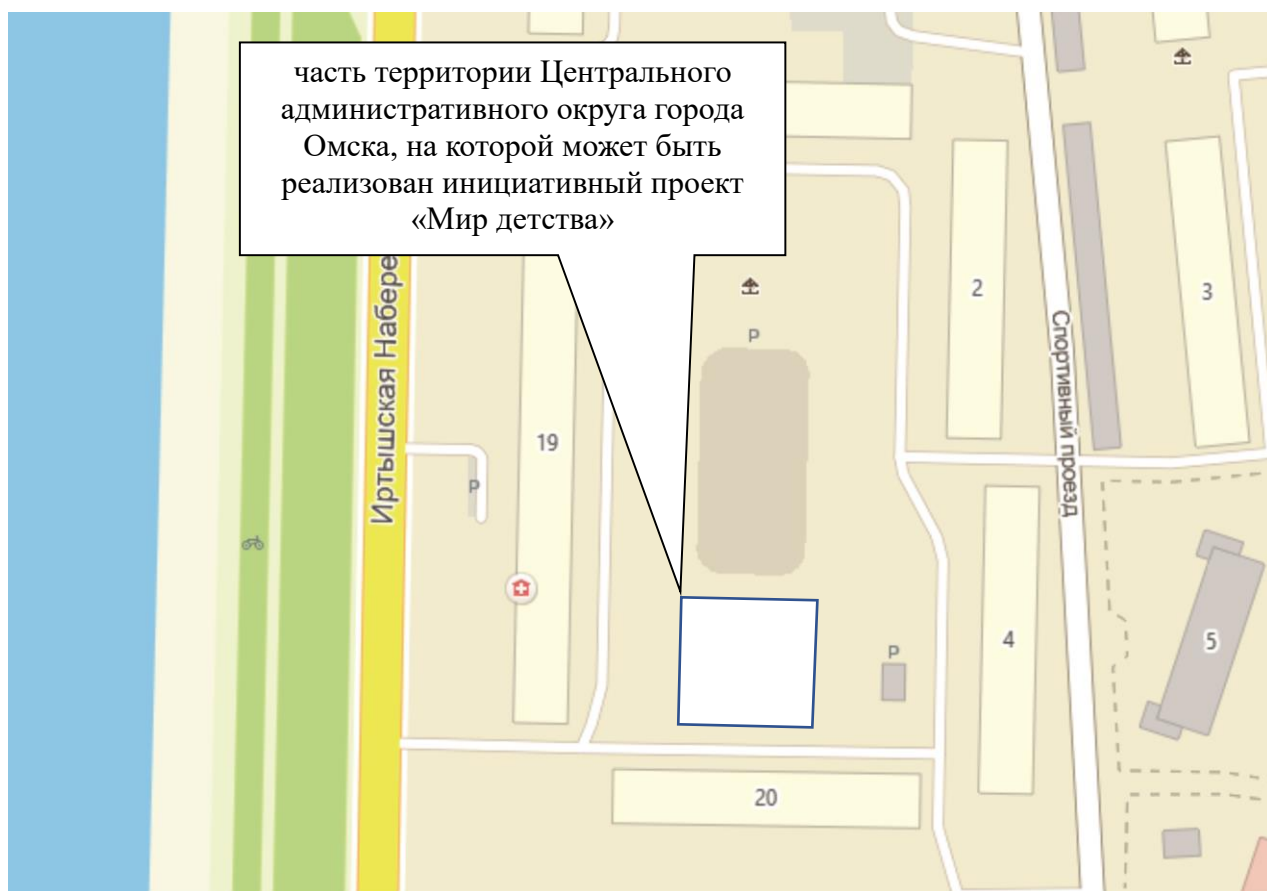 часть территории Центрального
административного округа города
Омска, на которой может быть
реализован инициативный проект
«Мир детства»
Иртышская Набере
P
2
3
Спортивный проезд
19
P
4
P
5
20